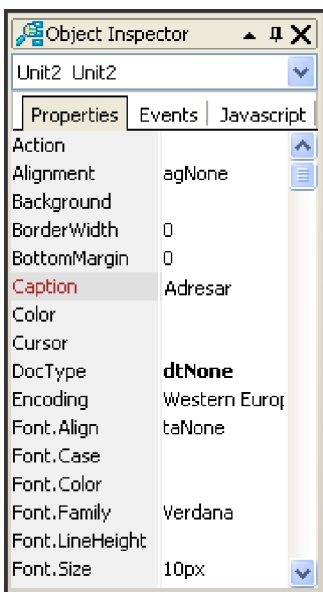 Object Inspector
Unit2 Unit2
Properties Events Javascript
Action
Alignment agNone
Background
BorderWidth 0
BottomMargin 0
Caption Adresar
Color
Cursor
DocType dtNone
Encoding Western Europ
Font.Align taNone
Font.Case
Font.Color
Font.Family Verdana
Font.LineHeight
Font.Size 10px